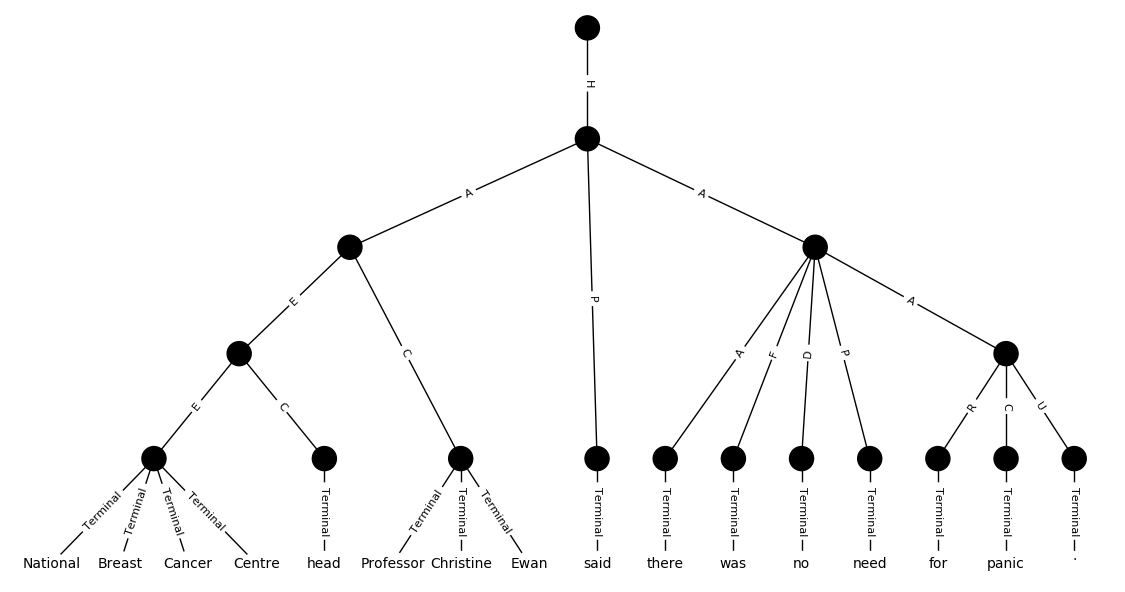 H
A A
E C P A F D P A
E C R C U
Terminal Terminal Terminal Terminal Terminal Terminal Terminal Terminal Terminal Terminal Terminal Terminal Terminal Terminal Terminal Terminal
National Breast Cancer Centre head Professor Christine Ewan said there was no need for panic .